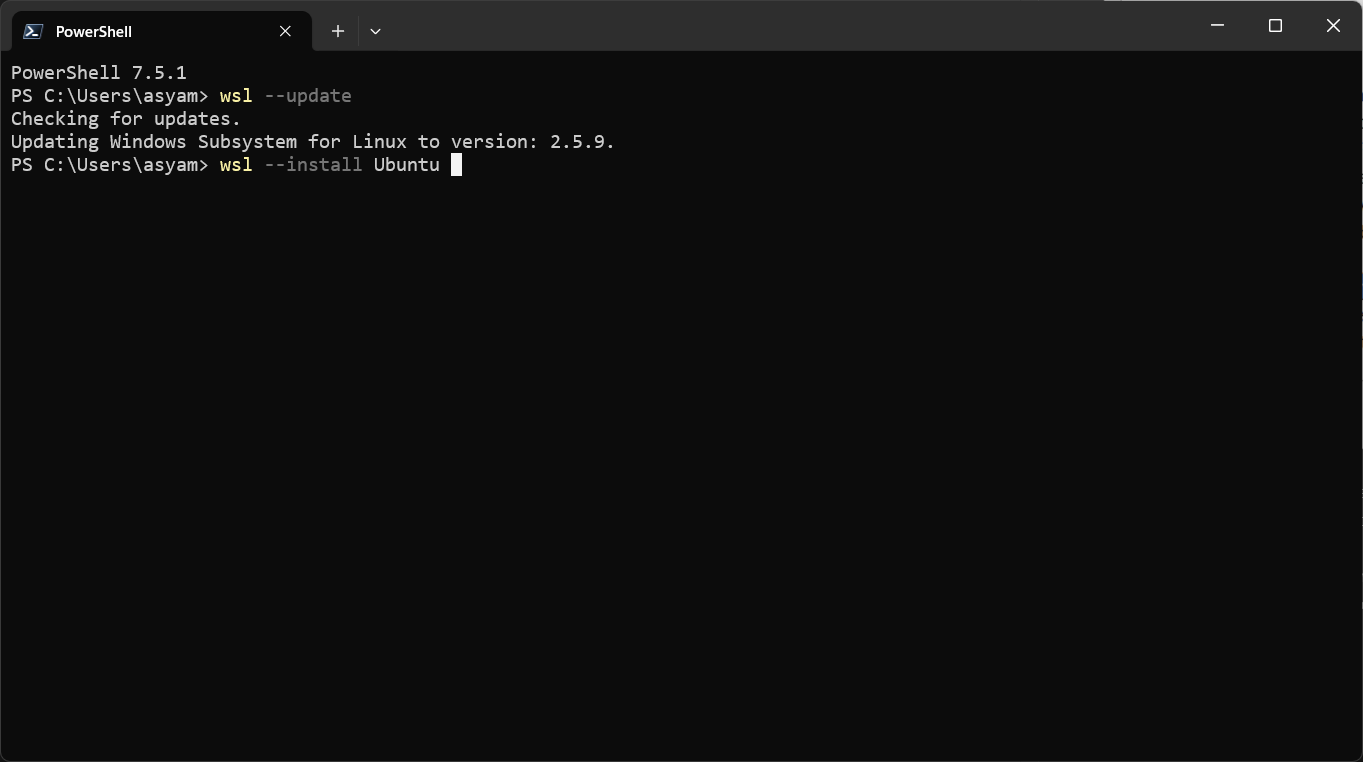 PowerShell
PowerShell 7.5.1
PS C:\Users\asyam> wsl --update
Checking for updates.
Updating Windows Subsystem for Linux to version: 2.5.9.
PS C:\Users\asyam> wsl --install Ubuntu